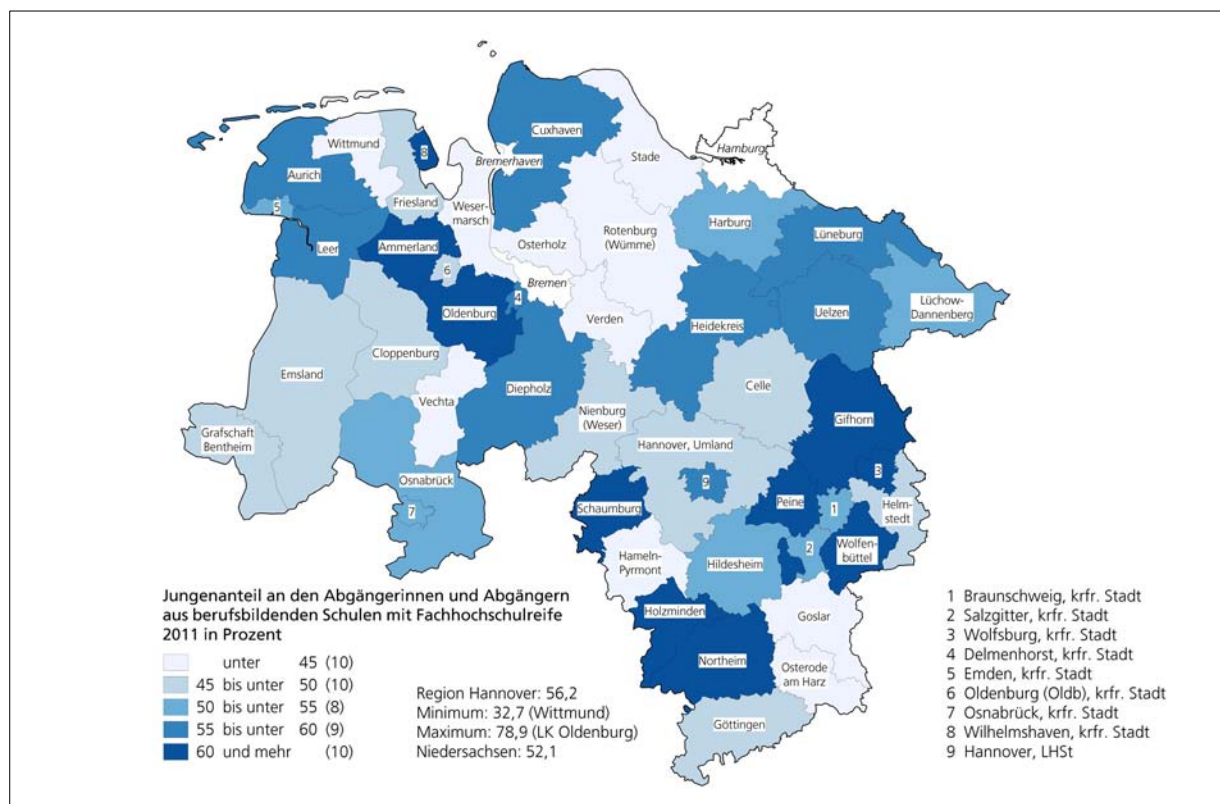 Cuxhaven
Wittmund
8
Bremerhaven
Hamburg
Stade
Aurich
Friesland
Weser-
marsch
5
Harburg
Rotenburg
(Wümme)
Lüneburg
Leer
Ammerland
Osterholz
6
Bremen
4
Lüchow-
Dannenberg
Oldenburg
Verden
Heidekreis
Uelzen
Cloppenburg
Emsland
Celle
Diepholz
Vechta
Nienburg
(Weser)
Gifhorn
Grafschaft
Bentheim
Hannover, Umland
3
Osnabrück
9
Peine
Schaumburg
1
Helm-
stedt
7
2
Wolfen-
büttel
Hameln-
Pyrmont
Hildesheim
Holzminden
Goslar
Northeim
Osterode
am Harz
Göttingen
Jungenanteil an den Abgängerinnen und Abgängern
aus berufsbildenden Schulen mit Fachhochschulreife
2011 in Prozent
unter 45 (10)
45 bis unter 50 (10)
50 bis unter 55 (8)
55 bis unter 60 (9)
60 und mehr (10)
Region Hannover: 56,2
Minimum: 32,7 (Wittmund)
Maximum: 78,9 (LK Oldenburg)
Niedersachsen: 52,1
1 Braunschweig, krfr. Stadt
2 Salzgitter, krfr. Stadt
3 Wolfsburg, krfr. Stadt
4 Delmenhorst, krfr. Stadt
5 Emden, krfr. Stadt
6 Oldenburg (Oldb), krfr. Stadt
7 Osnabrück, krfr. Stadt
8 Wilhelmshaven, krfr. Stadt
9 Hannover, LHSt